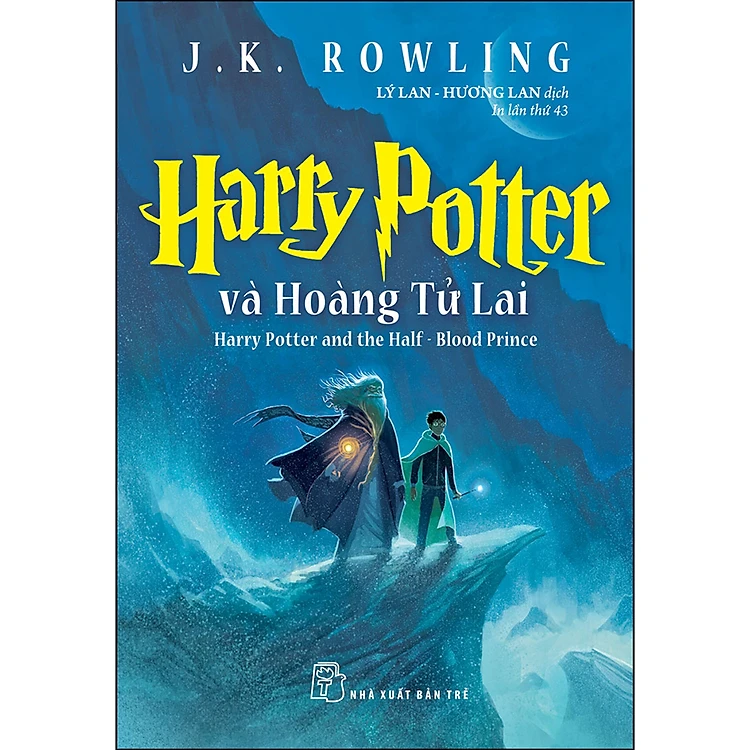 J.K. ROWLING
LÝ LAN - HƯƠNG LAN dịch
In lần thứ 43
Harry Potter
và Hoàng Tử Lai
Harry Potter and the Half - Blood Prince
NHÀ XUẤT BẢN TRẺ